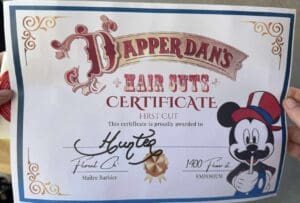 DAPPER DAN'S
HAIR CUTS
CERTIFICATE
FIRST CUT
This certificate is proudly awarded to
Hunter
Maître Barbier
EMPORIUM